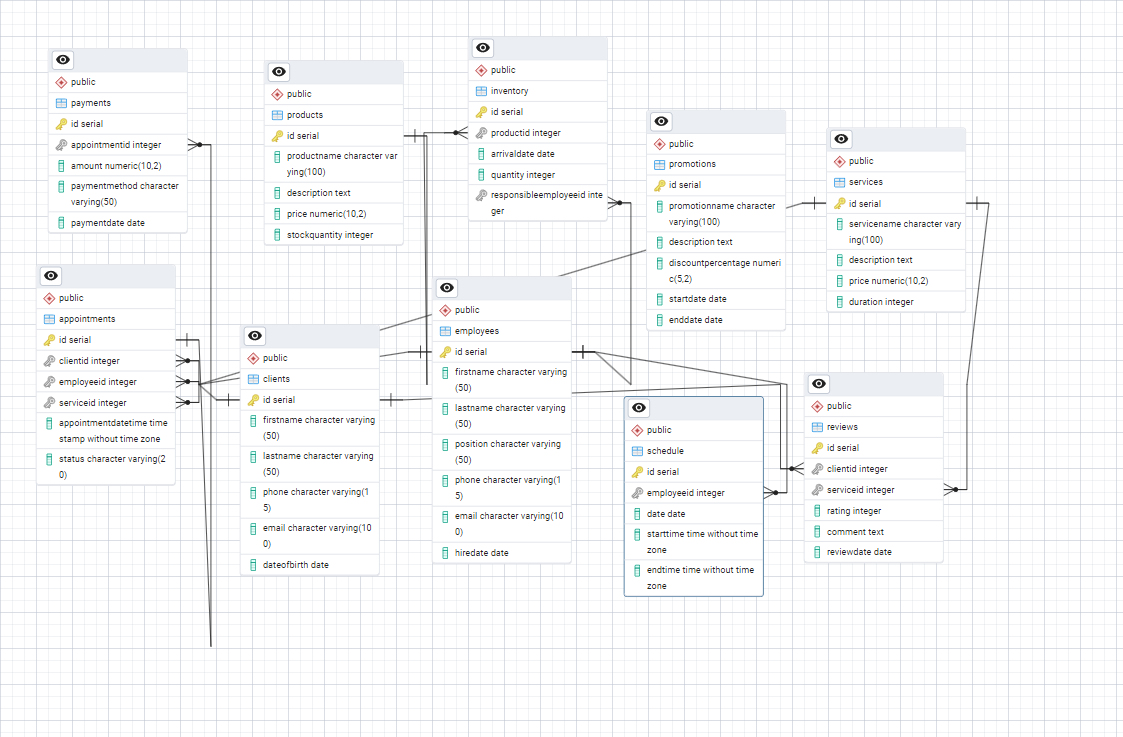 public
payments
id serial
appointmentid integer
amount numeric(10,2)
paymentmethod character
varying(50)
paymentdate date
public
products
id serial
productname character var
ying(100)
description text
price numeric(10,2)
stockquantity integer
public
inventory
id serial
productid integer
arrivaldate date
quantity integer
responsibleemployeeid inte
ger
public
promotions
id serial
promotionname character
varying(100)
description text
discountpercentage numeri
c(5,2)
startdate date
enddate date
public
services
id serial
servicename character vary
ing(100)
description text
price numeric(10,2)
duration integer
public
appointments
id serial
clientid integer
employeeid integer
serviceid integer
appointmentdatetime time
stamp without time zone
status character varying(2
0)
public
clients
id serial
firstname character varying
(50)
lastname character varying
(50)
phone character varying(1
5)
email character varying(10
0)
dateofbirth date
public
employees
id serial
firstname character varying
(50)
lastname character varying
(50)
position character varying
(50)
phone character varying(1
5)
email character varying(10
0)
hiredate date
public
schedule
id serial
employeeid integer
date date
starttime time without time
zone
endtime time without time
zone
public
reviews
id serial
clientid integer
serviceid integer
rating integer
comment text
reviewdate date